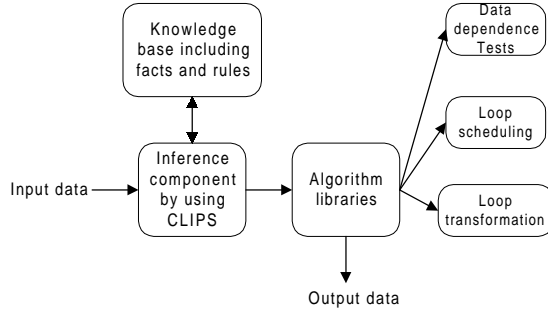 Knowledge
base including
facts and rules
Data
dependence
Tests
Loop
scheduling
Input data
Inference
component
by using
CLIPS
Algorithm
libraries
Loop
transformation
Output data